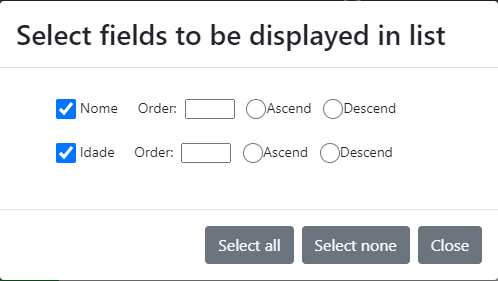 Select fields to be displayed in list
Nome Order: Ascend Descend
Idade Order: Ascend Descend
Select all Select none Close